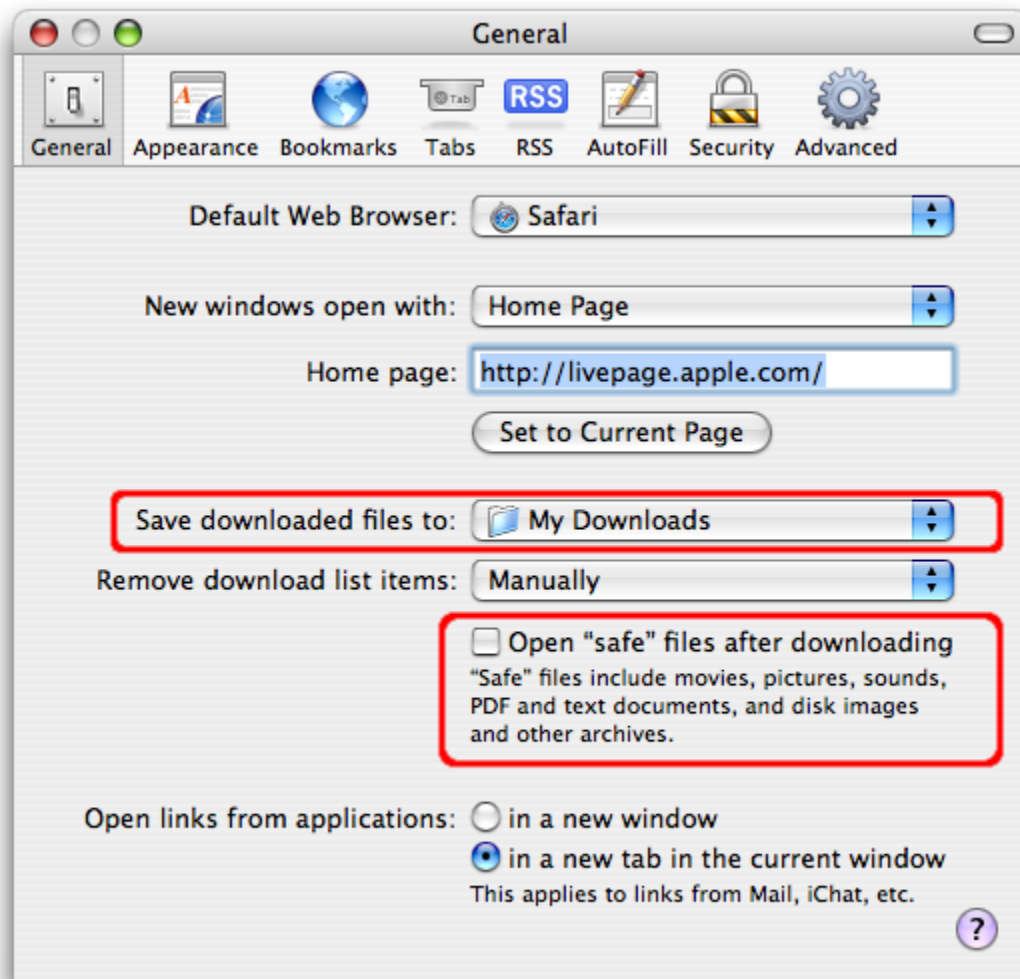 General
Tab
RSS
General Appearance Bookmarks Tabs RSS AutoFill Security Advanced
Default Web Browser: Safari
New windows open with: Home Page
Home page: http://livepage.apple.com/
Set to Current Page
Save downloaded files to: My Downloads
Remove download list items: Manually
Open “safe” files after downloading
“Safe” files include movies, pictures, sounds,
PDF and text documents, and disk images
and other archives.
Open links from applications: in a new window
in a new tab in the current window
This applies to links from Mail, iChat, etc.
?